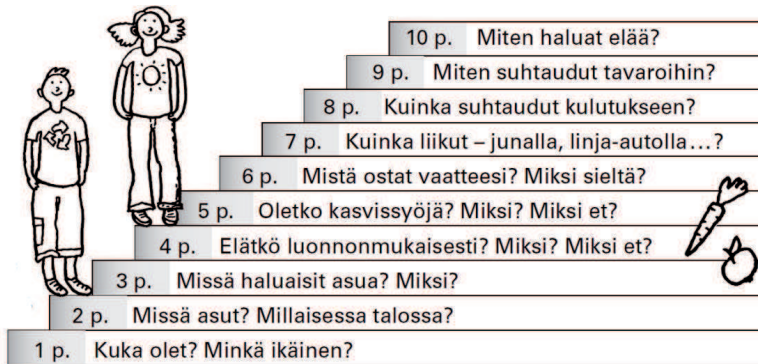 10 p. Miten haluat elää?
9 p. Miten suhtaudut tavaroihin?
8 p. Kuinka suhtaudut kulutukseen?
7 p. Kuinka liikut – junalla, linja-autolla...?
6 p. Mistä ostat vaatteesi? Miksi sieltä?
5 p. Oletko kasvissyöjä? Miksi? Miksi et?
4 p. Elätkö luonnonmukaisesti? Miksi? Miksi et?
3 p. Missä haluaisit asua? Miksi?
2 p. Missä asut? Millaisessa talossa?
1 p. Kuka olet? Minkä ikäinen?